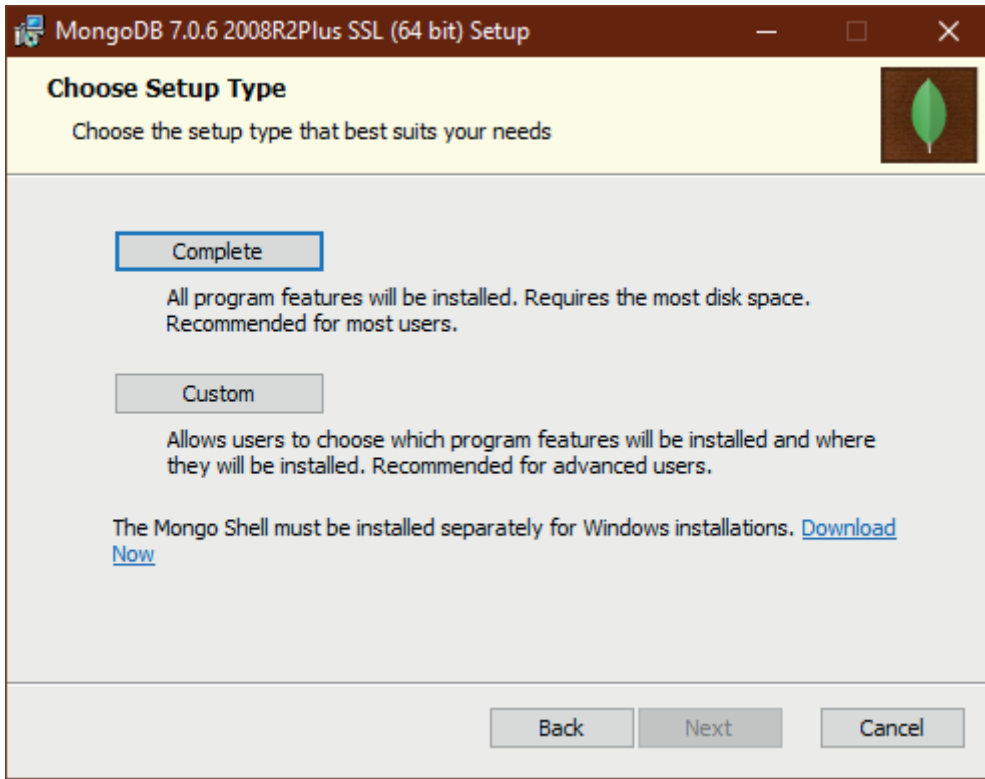 MongoDB 7.0.6 2008R2Plus SSL (64 bit) Setup
Choose Setup Type
Choose the setup type that best suits your needs
Complete
All program features will be installed. Requires the most disk space.
Recommended for most users.
Custom
Allows users to choose which program features will be installed and where
they will be installed. Recommended for advanced users.
The Mongo Shell must be installed separately for Windows installations. Download
Now
Back Next Cancel